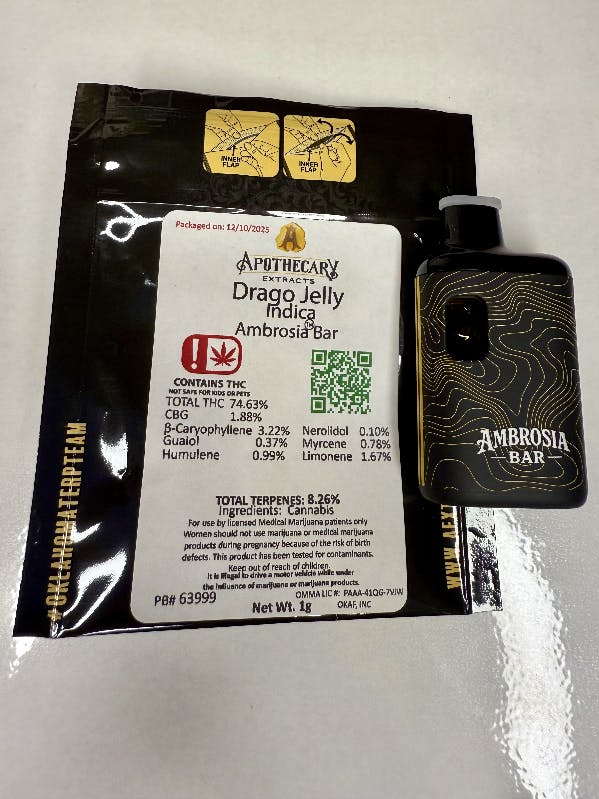 INNER FLAP
INNER FLAP
Packaged on: 12/10/2025
A
APOTHECARY
EXTRACTS
Drago Jelly
Indica
Ambrosia Bar
!
CONTAINS THC
NOT SAFE FOR KIDS OR PETS
TOTAL THC 74.63%
CBG 1.88%
β-Caryophyllene 3.22% Nerolidol 0.10%
Guaiol 0.37% Myrcene 0.78%
Humulene 0.99% Limonene 1.67%
TOTAL TERPENES: 8.26%
Ingredients: Cannabis
For use by licensed Medical Marijuana patients only
Women should not use marijuana or medical marijuana
products during pregnancy because of the risk of birth
defects. This product has been tested for contaminants.
Keep out of reach of children.
It is illegal to drive a motor vehicle while under
the influence of marijuana or marijuana products.
PB# 63999
OMMA LIC #: PAAA-41QG-7VJW
Net Wt. 1g
OKAF, INC
#OKLAHOMATERPTEAM
WWW.AEXT
AMBROSIA
BAR